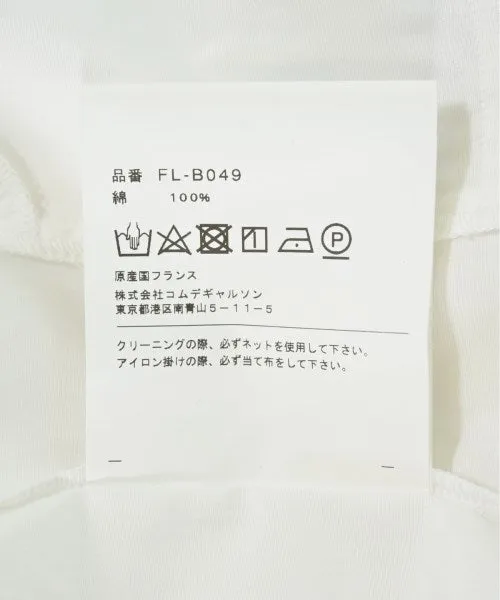 品番 FL-B049
綿 100%
P
原産国フランス
株式会社コムデギャルソン
東京都港区南青山5-11-5
クリーニングの際、必ずネットを使用して下さい。
アイロン掛けの際、必ず当て布をして下さい。